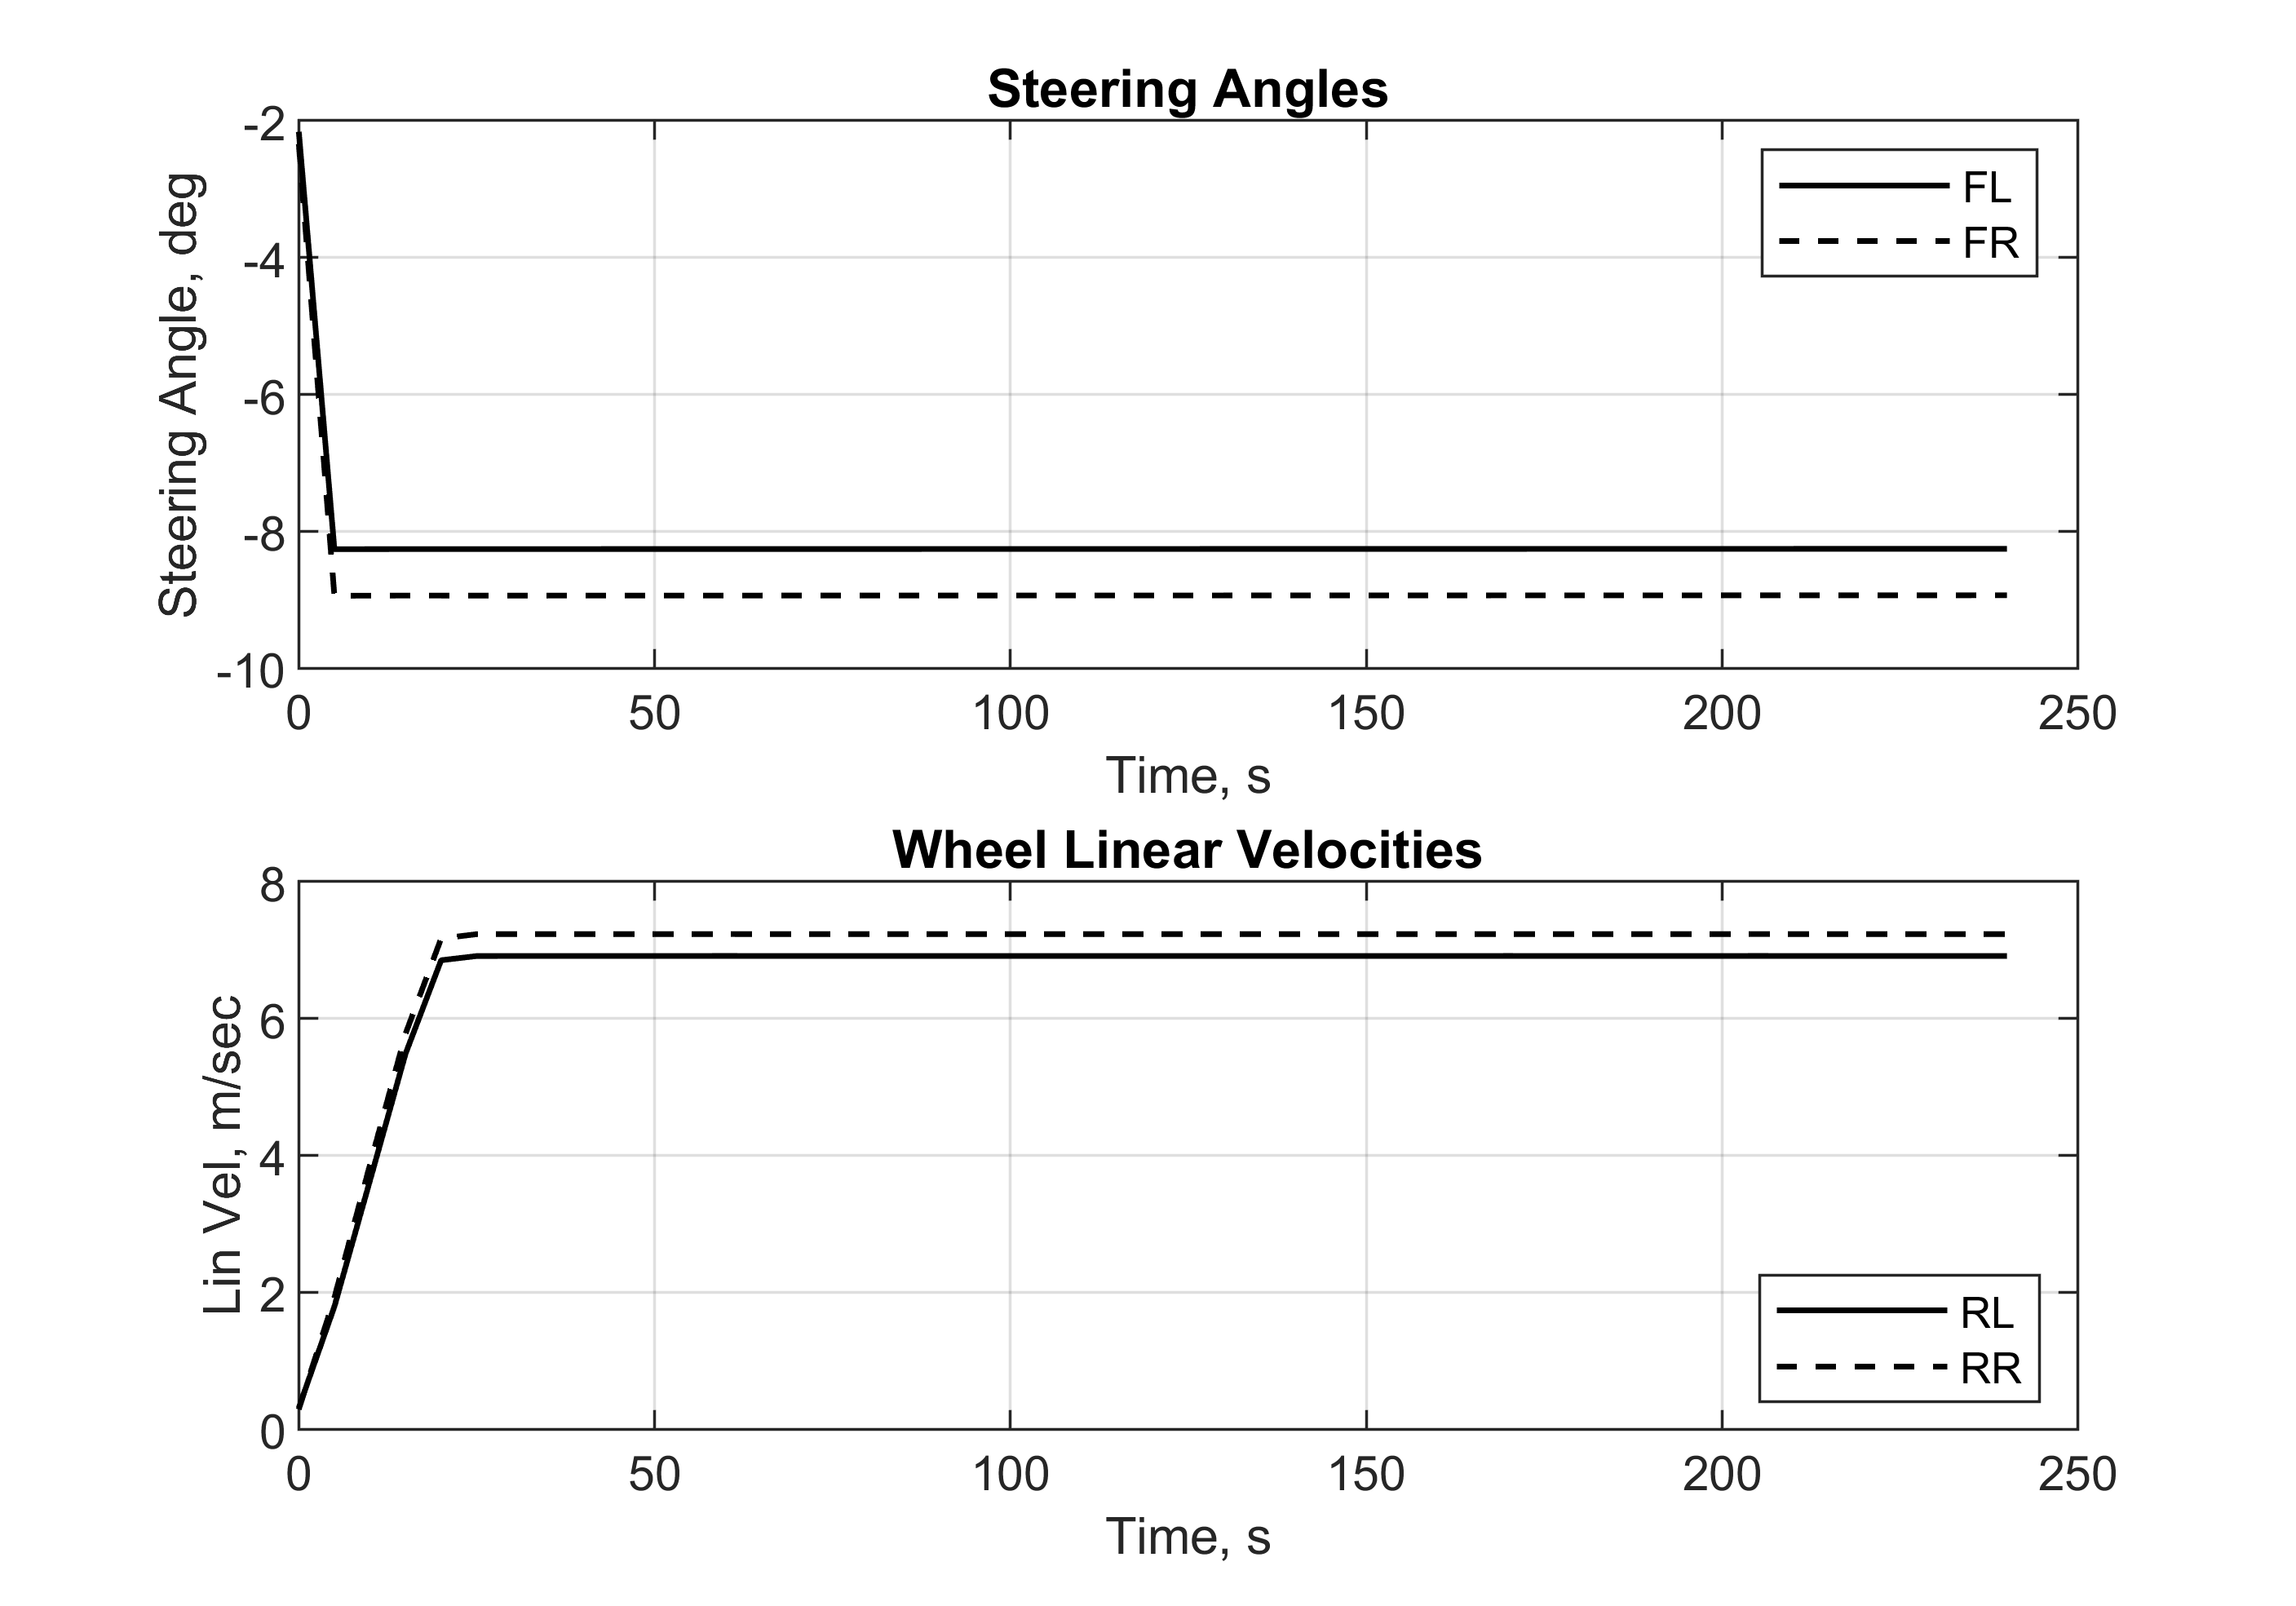 Steering Angles
Steering Angle, deg
-2
-4
-6
-8
-10
FL
FR
0 50 100 150 200 250
Time, s
Wheel Linear Velocities
Lin Vel, m/sec
8
6
4
2
0
RL
RR
0 50 100 150 200 250
Time, s